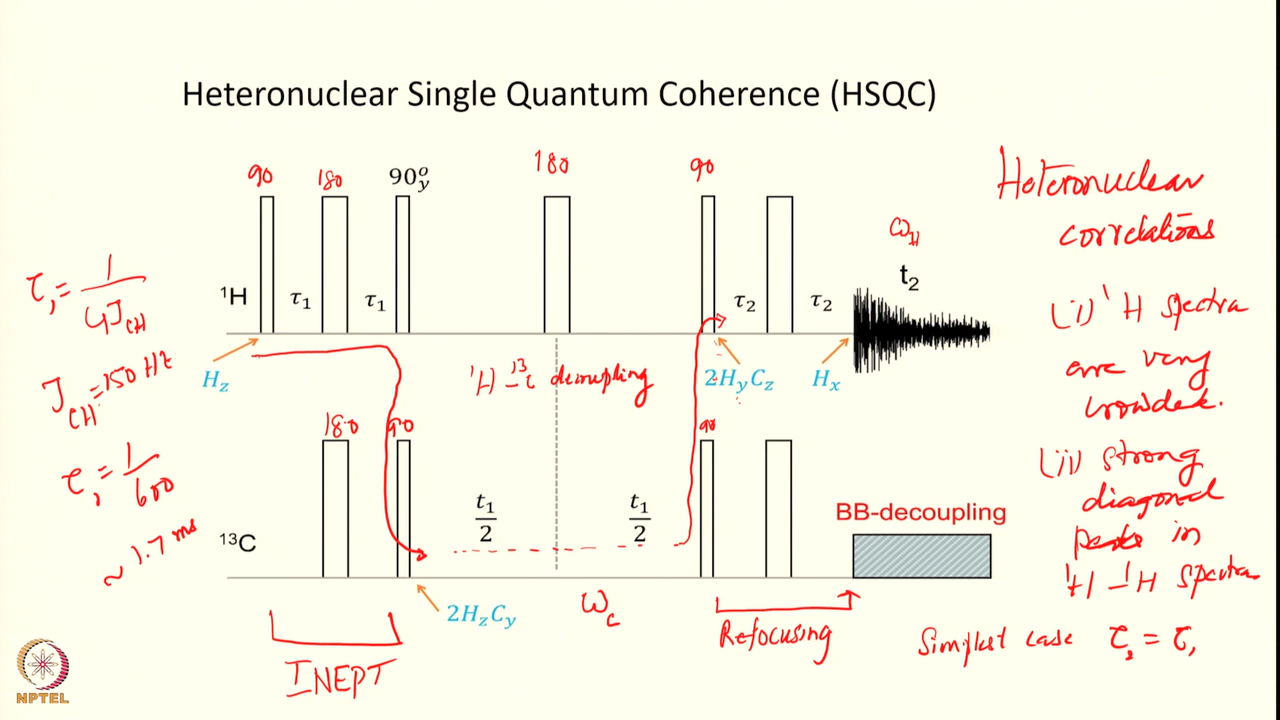 Heteronuclear Single Quantum Coherence (HSQC)
90 180 90°y 180 90
ωH
t2
¹H τ1 τ1 τ2 τ2
Hz 2HyCz Hx
¹H–¹³C decoupling
180 90 90
t1/2 t1/2
¹³C
2HzCy
ωc
INEPT
Refocusing
BB-decoupling
τ1 = 1/4JCH
JCH = 150 Hz
τ1 = 1/600
~ 1.7 ms
Heteronuclear
correlations
(i) ¹H spectra
are very
crowded.
(ii) strong
diagonal
peaks in
¹H–¹H spectra
Simplest case τ2 = τ1
NPTEL